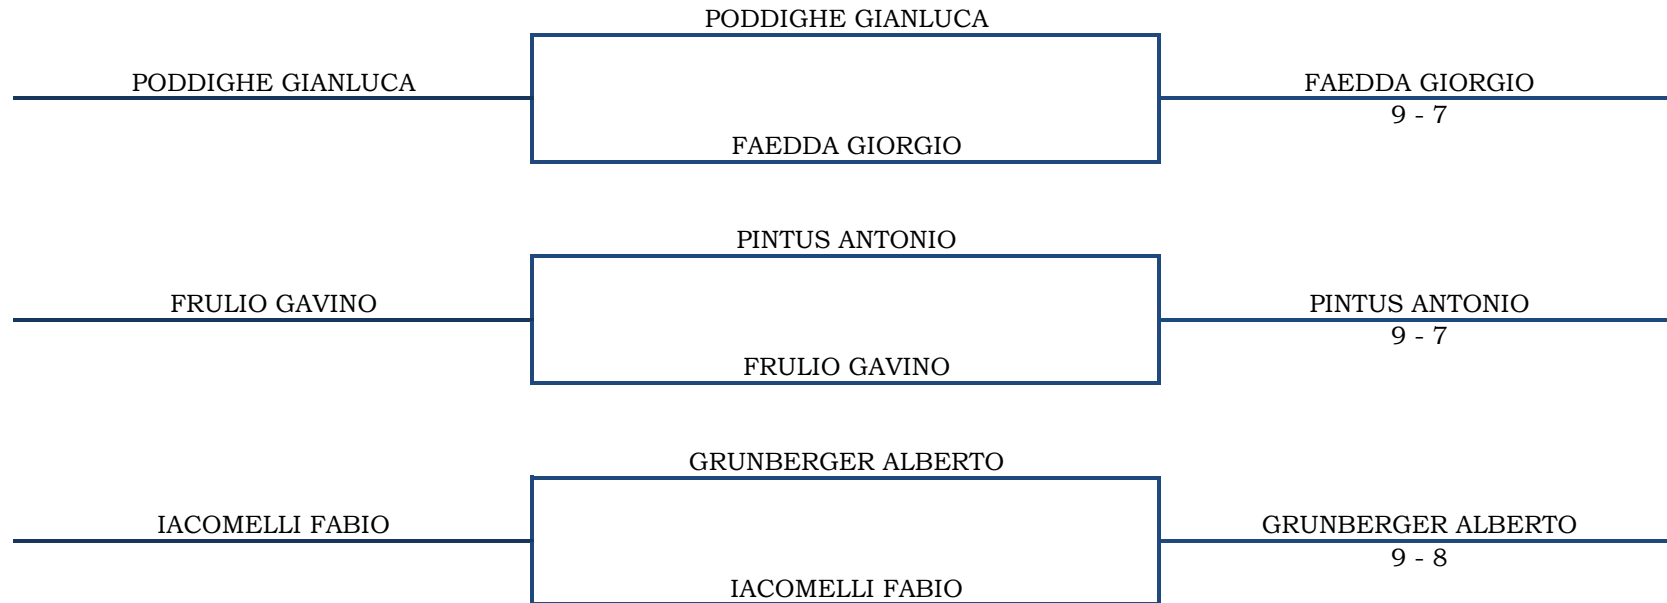 PODDIGHE GIANLUCA
PODDIGHE GIANLUCA
FAEDDA GIORGIO
9 - 7
FAEDDA GIORGIO
PINTUS ANTONIO
FRULIO GAVINO
PINTUS ANTONIO
9 - 7
FRULIO GAVINO
GRUNBERGER ALBERTO
IACOMELLI FABIO
GRUNBERGER ALBERTO
9 - 8
IACOMELLI FABIO